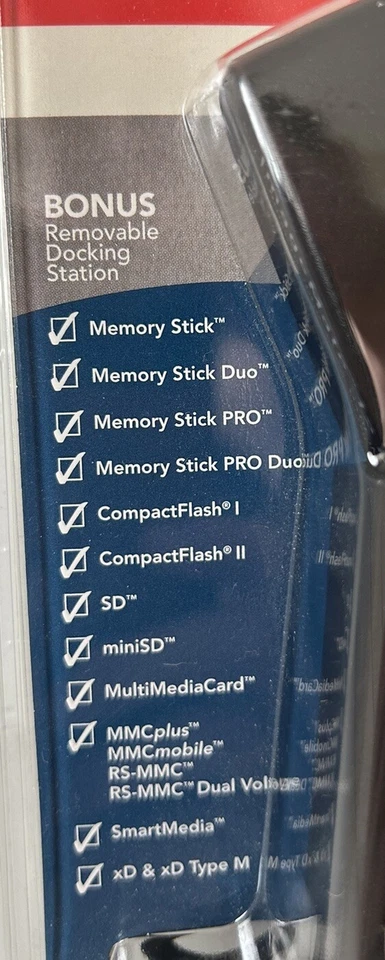 BONUS
Removable
Docking
Station
Memory Stick™
Memory Stick Duo™
Memory Stick PRO™
Memory Stick PRO Duo
CompactFlash® I
CompactFlash® II
SD™
miniSD™
MultiMediaCard™
MMCplus™
MMCmobile™
RS-MMC™
RS-MMC™ Dual
SmartMedia™
xD & xD Type M